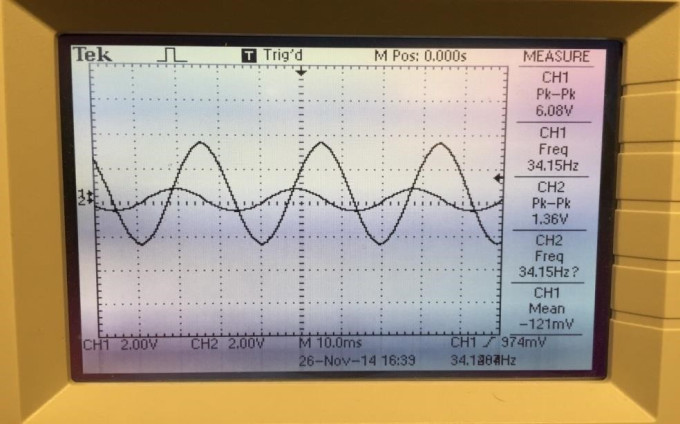 Tek T Trig'd M Pos: 0.000s MEASURE
CH1
Pk-Pk
6.08V
CH1
Freq
34.15Hz
CH2
Pk-Pk
1.36V
CH2
Freq
34.15Hz?
CH1
Mean
-121mV
1
2
CH1 2.00V CH2 2.00V M 10.0ms CH1 974mV
26-Nov-14 16:39